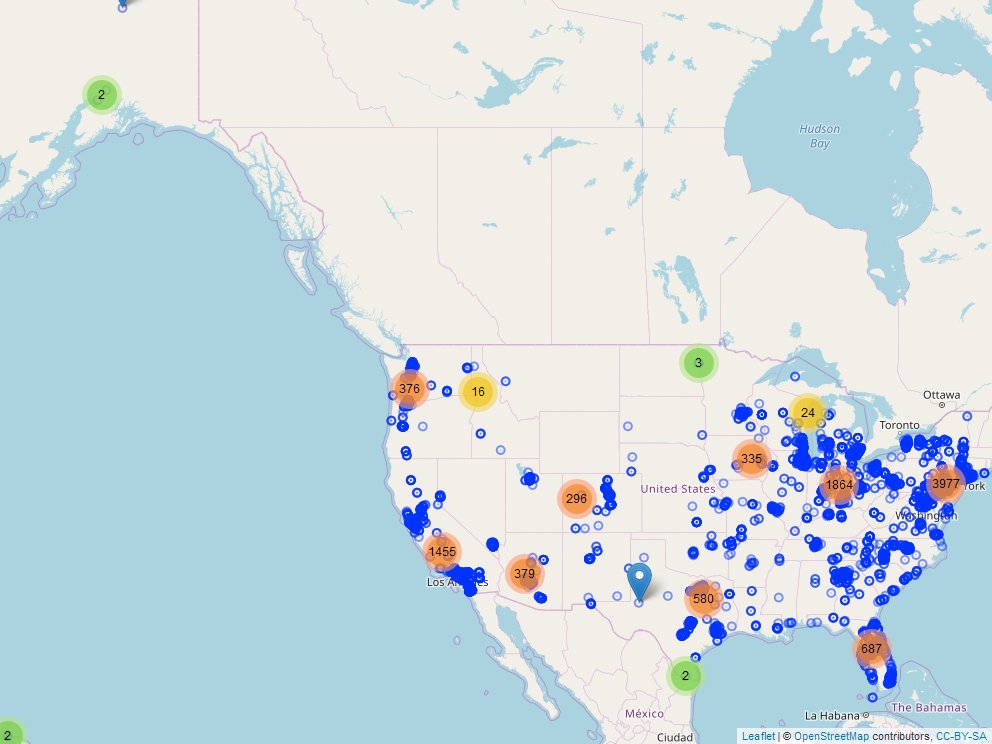 2
Hudson
Bay
3
376
16
Ottawa
24
Toronto
335
1864
3977
United States
296
Washington
1455
379
Los Angeles
580
687
2
México
The Bahamas
La Habana
2
Ciudad
Leaflet | © OpenStreetMap contributors, CC-BY-SA